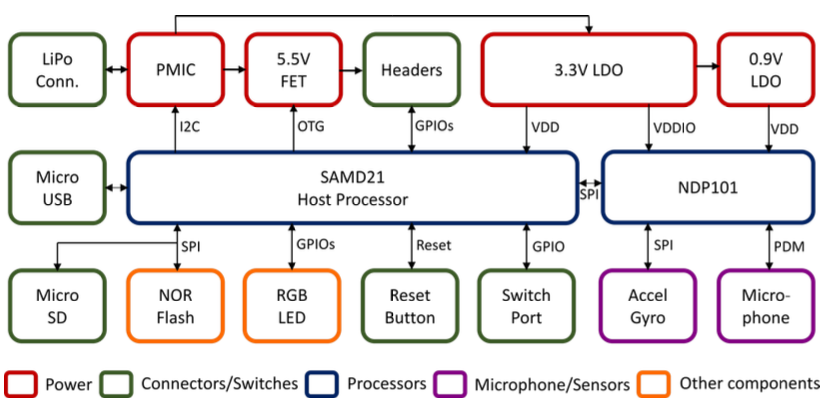 LiPo
Conn.
PMIC
5.5V
FET
Headers
3.3V LDO
0.9V
LDO
I2C
OTG
GPIOs
VDD
VDDIO
VDD
Micro
USB
SAMD21
Host Processor
SPI
NDP101
SPI
GPIOs
Reset
GPIO
SPI
PDM
Micro
SD
NOR
Flash
RGB
LED
Reset
Button
Switch
Port
Accel
Gyro
Micro-
phone
Power
Connectors/Switches
Processors
Microphone/Sensors
Other components